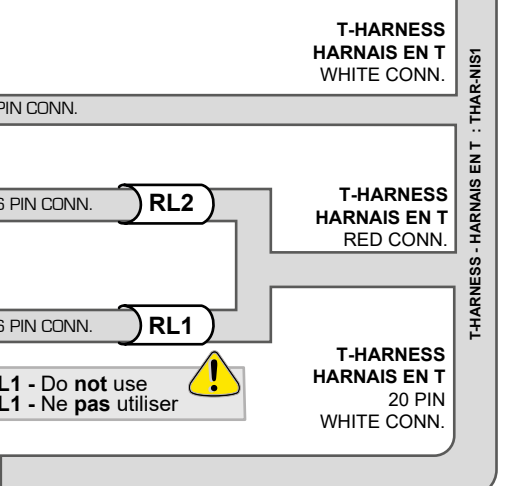 T-HARNESS
HARNAIS EN T
WHITE CONN.
T-HARNESS - HARNAIS EN T : THAR-NIS1
PIN CONN.
6 PIN CONN.
RL2
T-HARNESS
HARNAIS EN T
RED CONN.
6 PIN CONN.
RL1
T-HARNESS
HARNAIS EN T
20 PIN
WHITE CONN.
L1 - Do not use
L1 - Ne pas utiliser